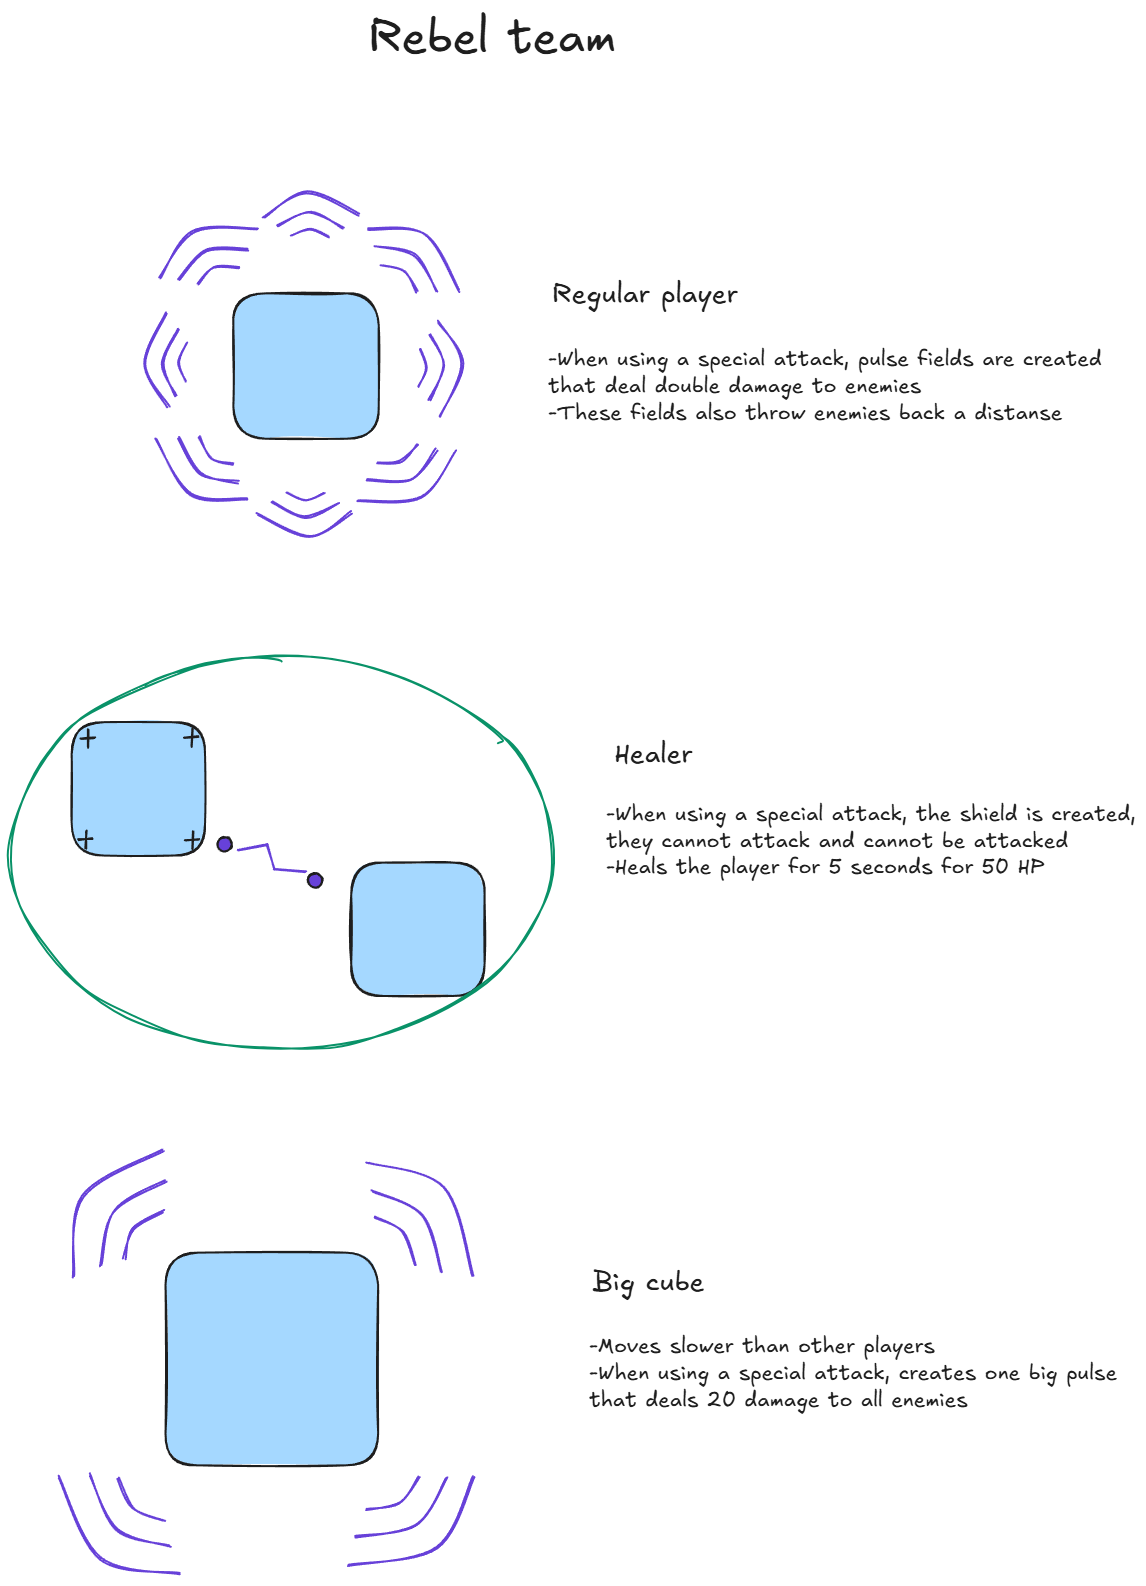 Rebel team
Regular player
-When using a special attack, pulse fields are created
that deal double damage to enemies
-These fields also throw enemies back a distanse
Healer
-When using a special attack, the shield is created,
they cannot attack and cannot be attacked
-Heals the player for 5 seconds for 50 HP
Big cube
-Moves slower than other players
-When using a special attack, creates one big pulse
that deals 20 damage to all enemies